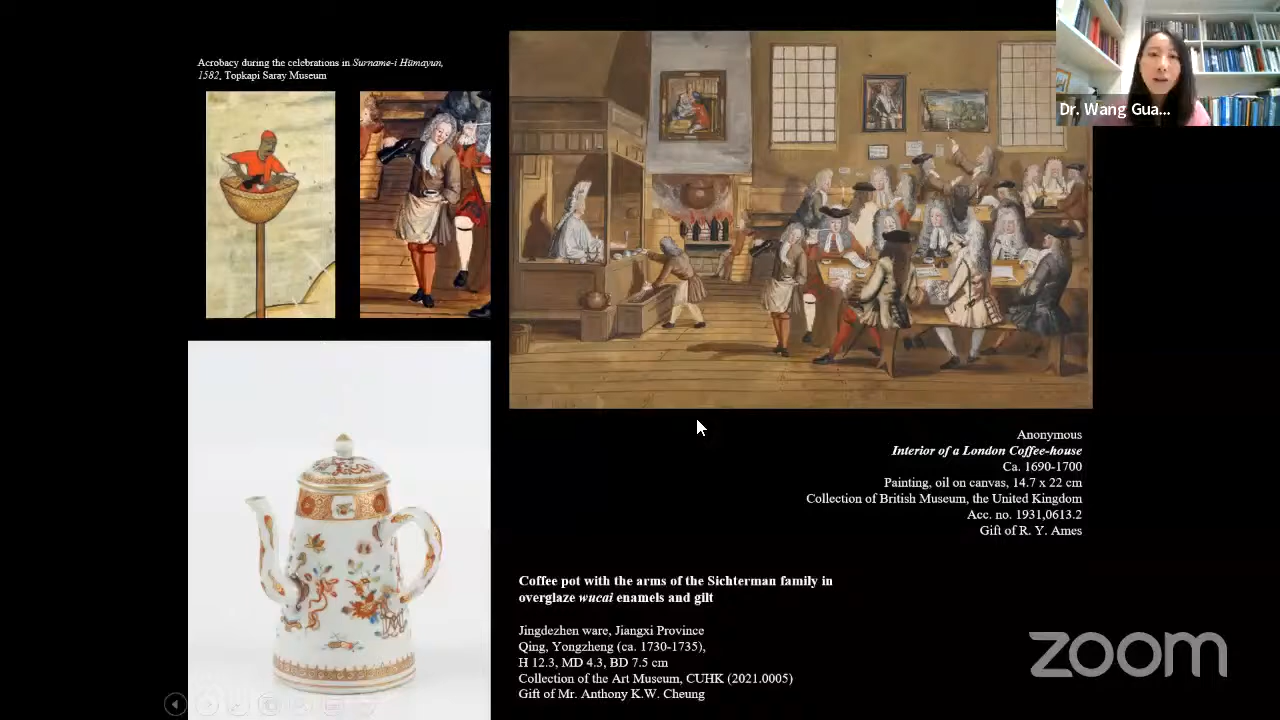 Acrobacy during the celebrations in Surname-i Hümayun,
1582, Topkapi Saray Museum
Dr. Wang Gua...
Anonymous
Interior of a London Coffee-house
Ca. 1690-1700
Painting, oil on canvas, 14.7 x 22 cm
Collection of British Museum, the United Kingdom
Acc. no. 1931,0613.2
Gift of R. Y. Ames
Coffee pot with the arms of the Sichterman family in
overglaze wucai enamels and gilt
Jingdezhen ware, Jiangxi Province
Qing, Yongzheng (ca. 1730-1735),
H 12.3, MD 4.3, BD 7.5 cm
Collection of the Art Museum, CUHK (2021.0005)
Gift of Mr. Anthony K.W. Cheung
zoom